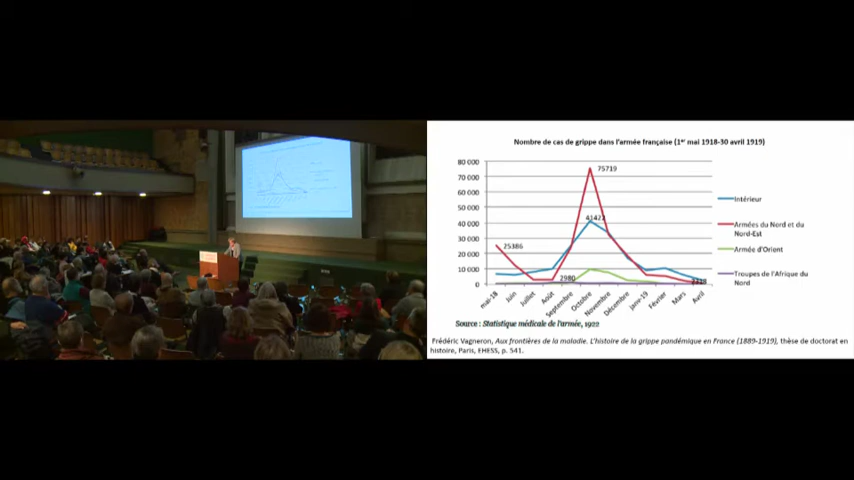 Nombre de cas de grippe dans l'armée française (1er mai 1918-30 avril 1919)
80 000
70 000
60 000
50 000
40 000
30 000
20 000
10 000
0
75719
41422
25386
2980
mai-18
Juin
Juillet
Août
Septembre
Octobre
Novembre
Décembre
Janv-19
Février
Mars
Avril
Intérieur
Armées du Nord et du
Nord-Est
Armée d'Orient
Troupes de l'Afrique du
Nord
Source : Statistique médicale de l'armée, 1922
Frédéric Vagneron, Aux frontières de la maladie. L'histoire de la grippe pandémique en France (1889-1919), thèse de doctorat en
histoire, Paris, EHESS, p. 541.